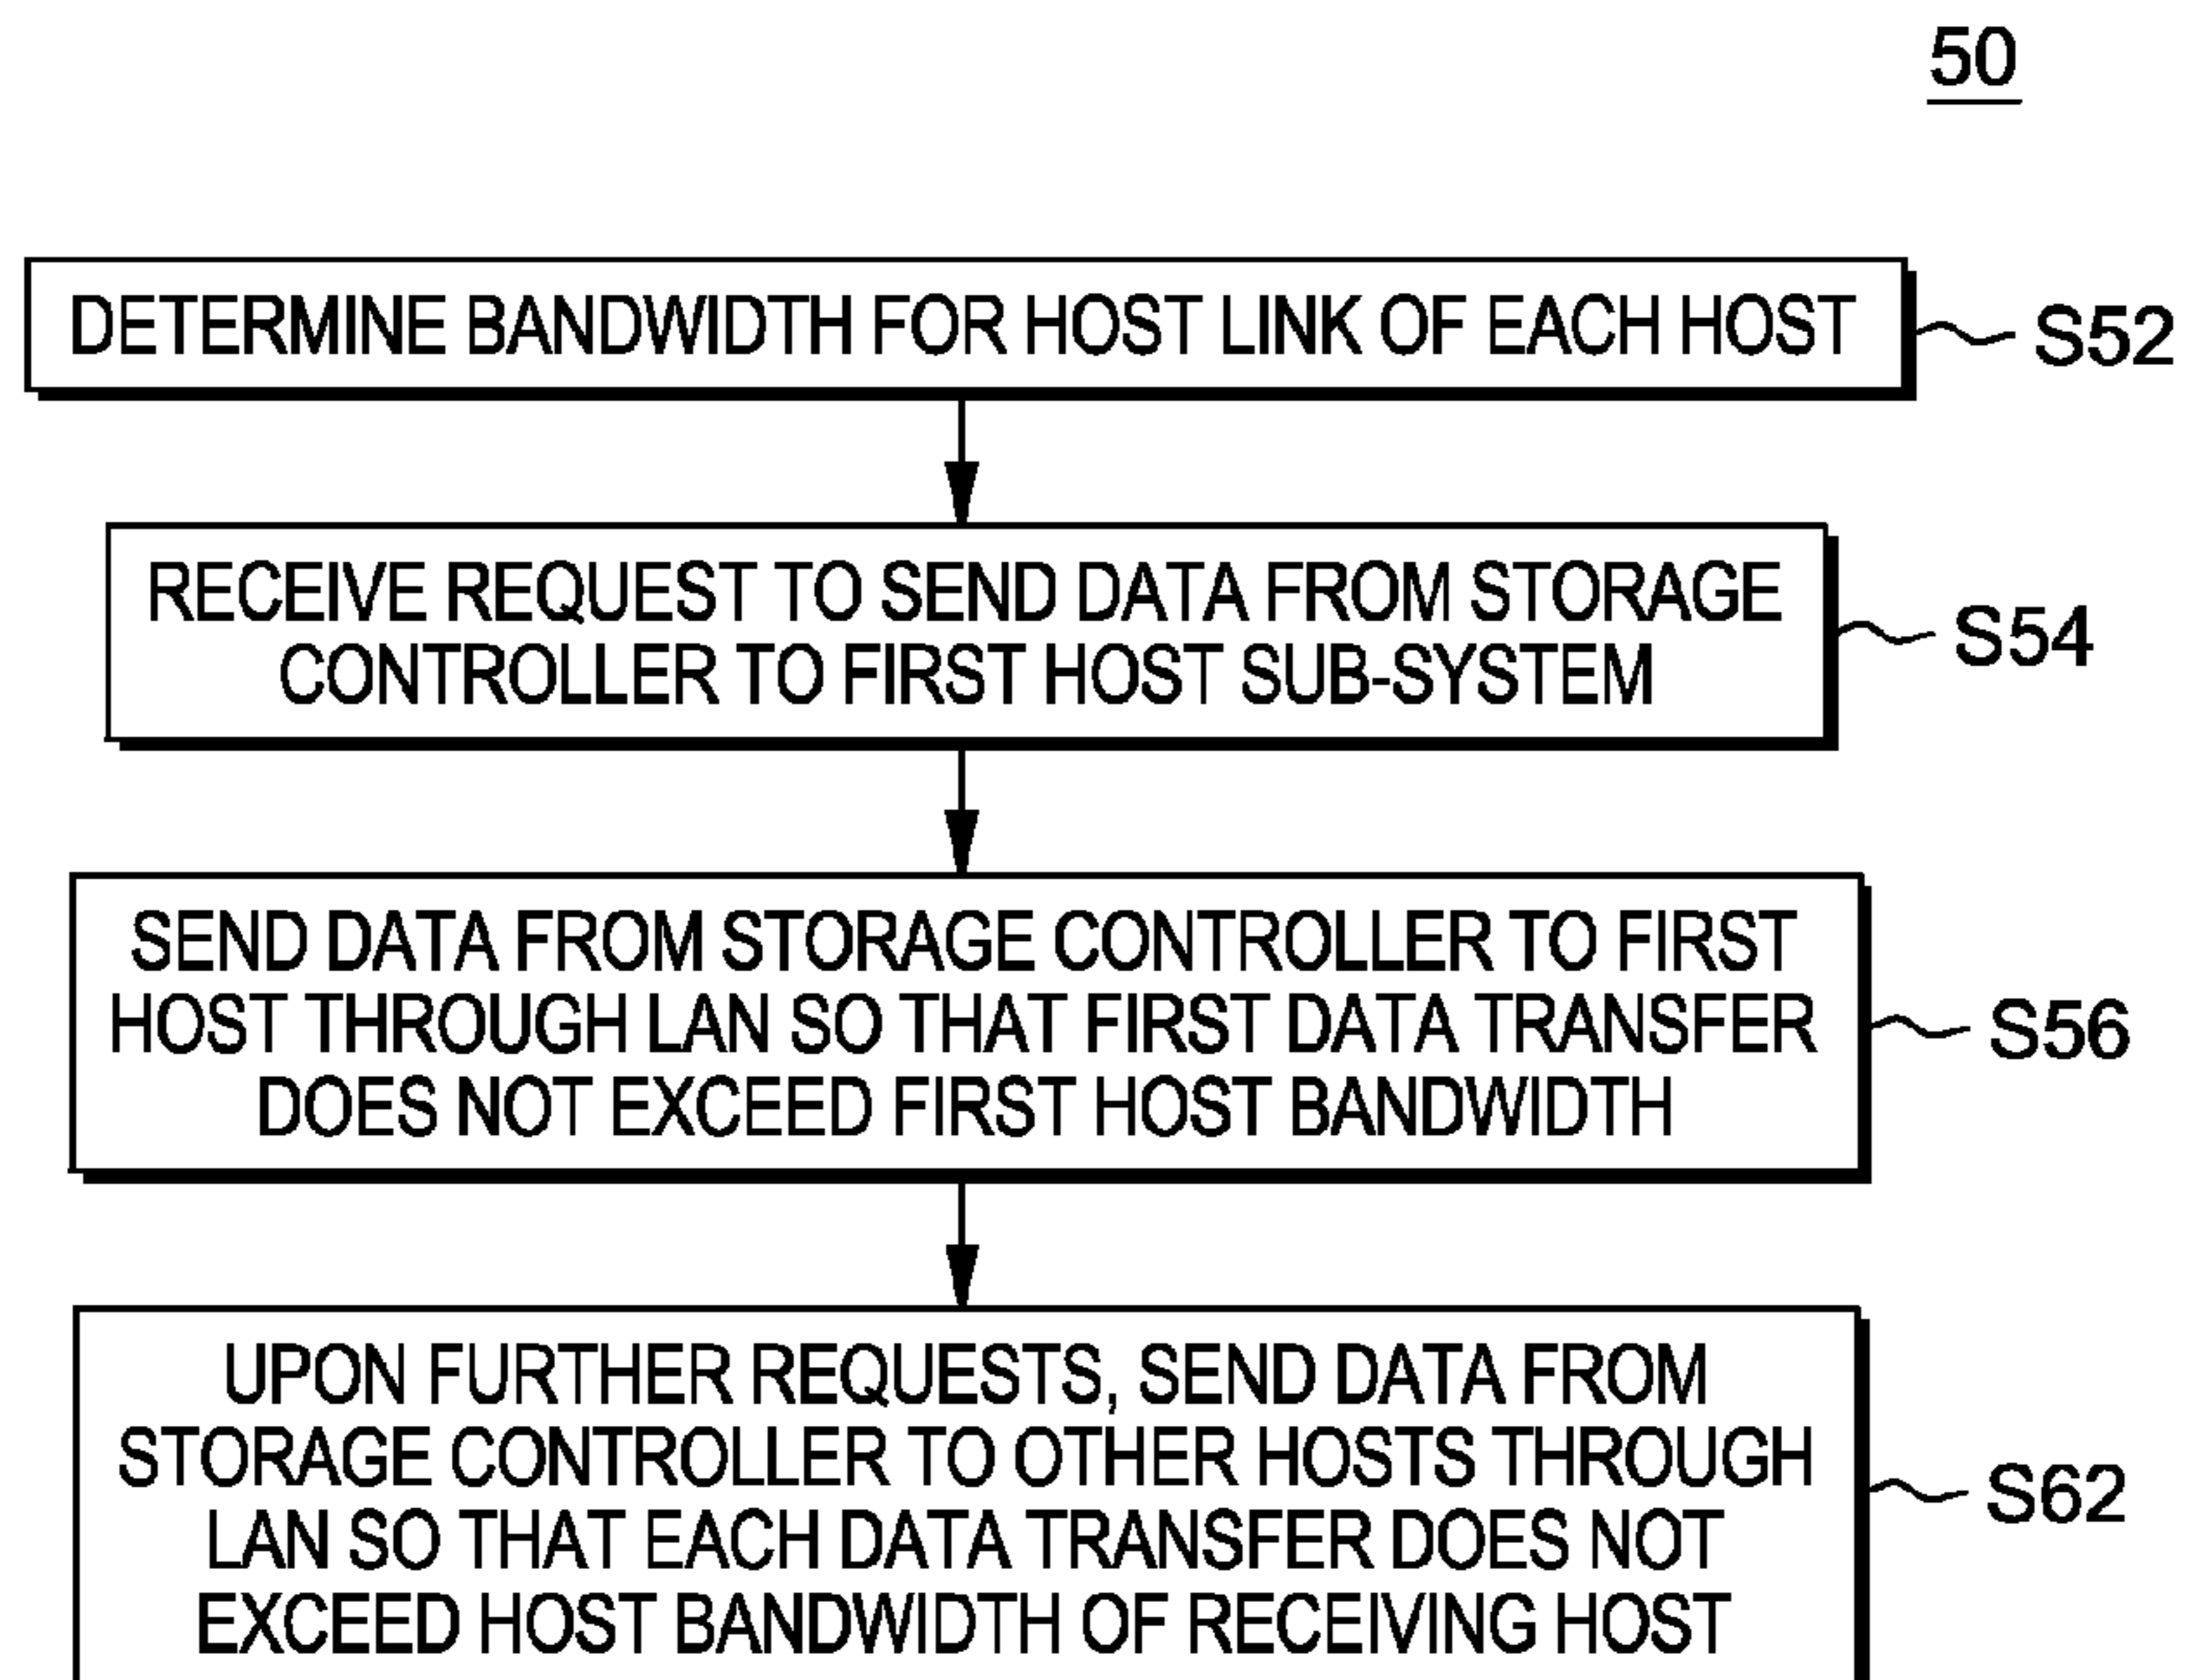 50
DETERMINE BANDWIDTH FOR HOST LINK OF EACH HOST
S52
RECEIVE REQUEST TO SEND DATA FROM STORAGE
CONTROLLER TO FIRST HOST SUB-SYSTEM
S54
SEND DATA FROM STORAGE CONTROLLER TO FIRST
HOST THROUGH LAN SO THAT FIRST DATA TRANSFER
DOES NOT EXCEED FIRST HOST BANDWIDTH
S56
UPON FURTHER REQUESTS, SEND DATA FROM
STORAGE CONTROLLER TO OTHER HOSTS THROUGH
LAN SO THAT EACH DATA TRANSFER DOES NOT
EXCEED HOST BANDWIDTH OF RECEIVING HOST
S62